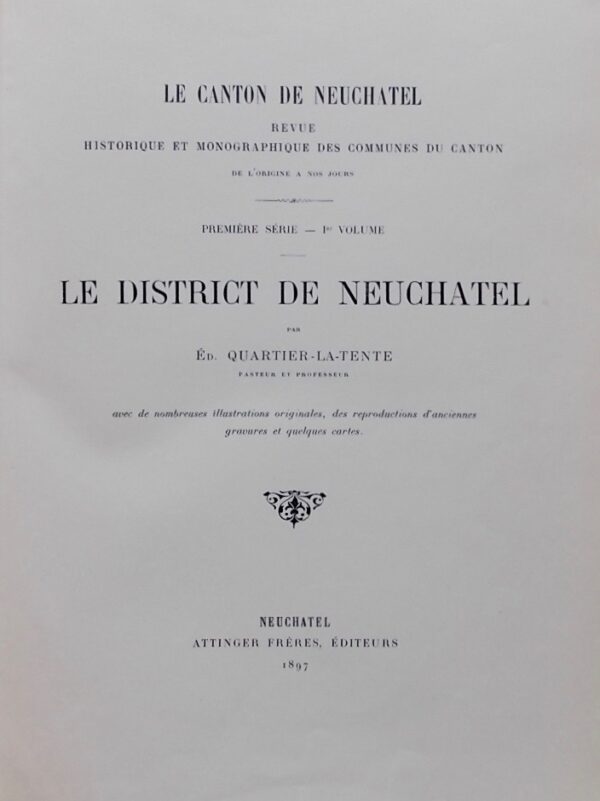 LE CANTON DE NEUCHATEL
REVUE
HISTORIQUE ET MONOGRAPHIQUE DES COMMUNES DU CANTON
DE L'ORIGINE A NOS JOURS
PREMIÈRE SÉRIE — Ier VOLUME
LE DISTRICT DE NEUCHATEL
PAR
ÉD. QUARTIER-LA-TENTE
PASTEUR ET PROFESSEUR
avec de nombreuses illustrations originales, des reproductions d'anciennes
gravures et quelques cartes.
NEUCHATEL
ATTINGER FRÈRES, ÉDITEURS
1897